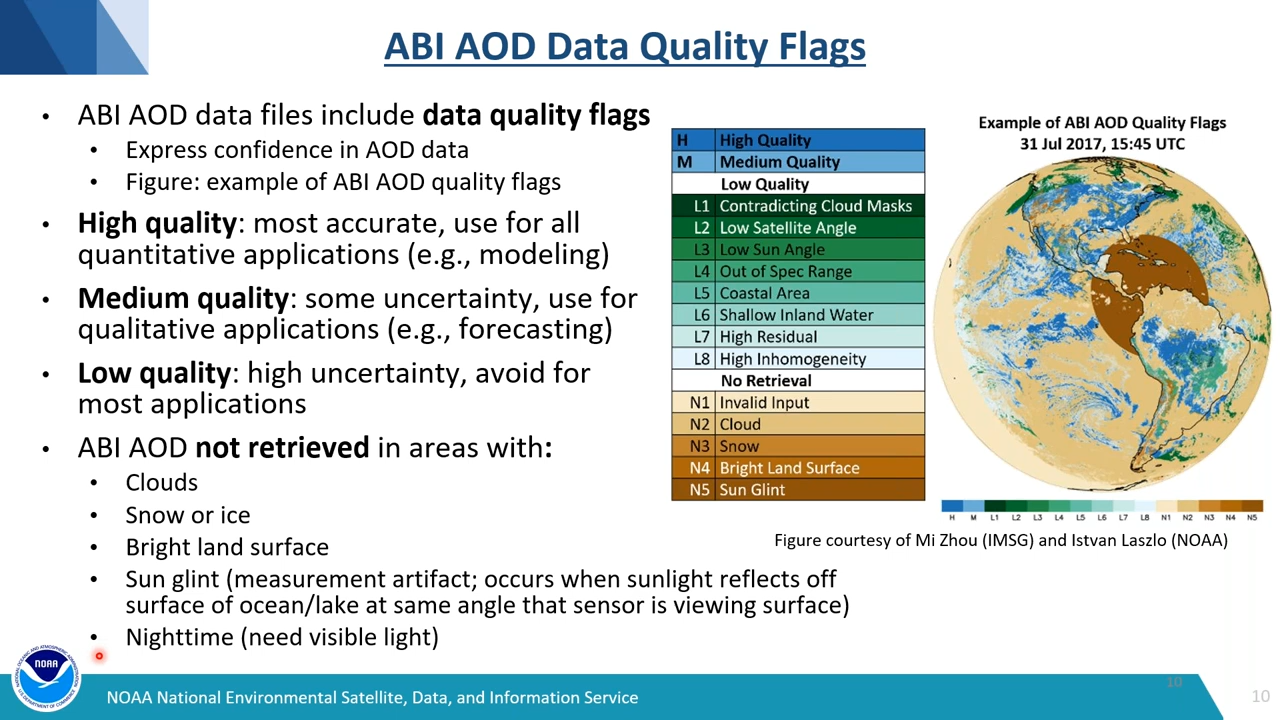 ABI AOD Data Quality Flags
• ABI AOD data files include data quality flags
• Express confidence in AOD data
• Figure: example of ABI AOD quality flags
• High quality: most accurate, use for all
quantitative applications (e.g., modeling)
• Medium quality: some uncertainty, use for
qualitative applications (e.g., forecasting)
• Low quality: high uncertainty, avoid for
most applications
• ABI AOD not retrieved in areas with:
• Clouds
• Snow or ice
• Bright land surface
• Sun glint (measurement artifact; occurs when sunlight reflects off
surface of ocean/lake at same angle that sensor is viewing surface)
• Nighttime (need visible light)
H High Quality
M Medium Quality
Low Quality
L1 Contradicting Cloud Masks
L2 Low Satellite Angle
L3 Low Sun Angle
L4 Out of Spec Range
L5 Coastal Area
L6 Shallow Inland Water
L7 High Residual
L8 High Inhomogeneity
No Retrieval
N1 Invalid Input
N2 Cloud
N3 Snow
N4 Bright Land Surface
N5 Sun Glint
Example of ABI AOD Quality Flags
31 Jul 2017, 15:45 UTC
H M L1 L2 L3 L4 L5 L6 L7 L8 N1 N2 N3 N4 N5
Figure courtesy of Mi Zhou (IMSG) and Istvan Laszlo (NOAA)
NOAA
NOAA National Environmental Satellite, Data, and Information Service
10
10